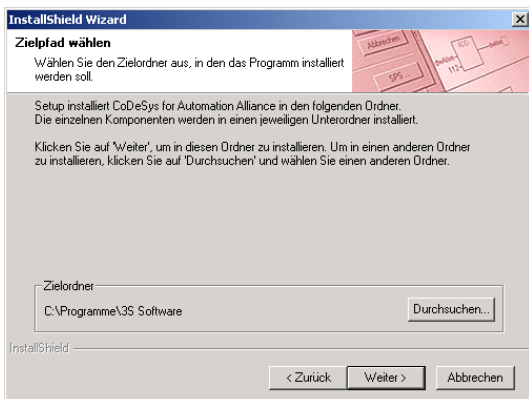 InstallShield Wizard
Zielpfad wählen
Wählen Sie den Zielordner aus, in den das Programm installiert
werden soll.
Abbrechen
SPS ...
Setup installiert CoDeSys for Automation Alliance in den folgenden Ordner.
Die einzelnen Komponenten werden in einen jeweiligen Unterordner installiert.
Klicken Sie auf 'Weiter', um in diesen Ordner zu installieren. Um in einen anderen Ordner
zu installieren, klicken Sie auf 'Durchsuchen' und wählen Sie einen anderen Ordner.
Zielordner
C:\Programme\3S Software
Durchsuchen...
InstallShield
< Zurück
Weiter >
Abbrechen